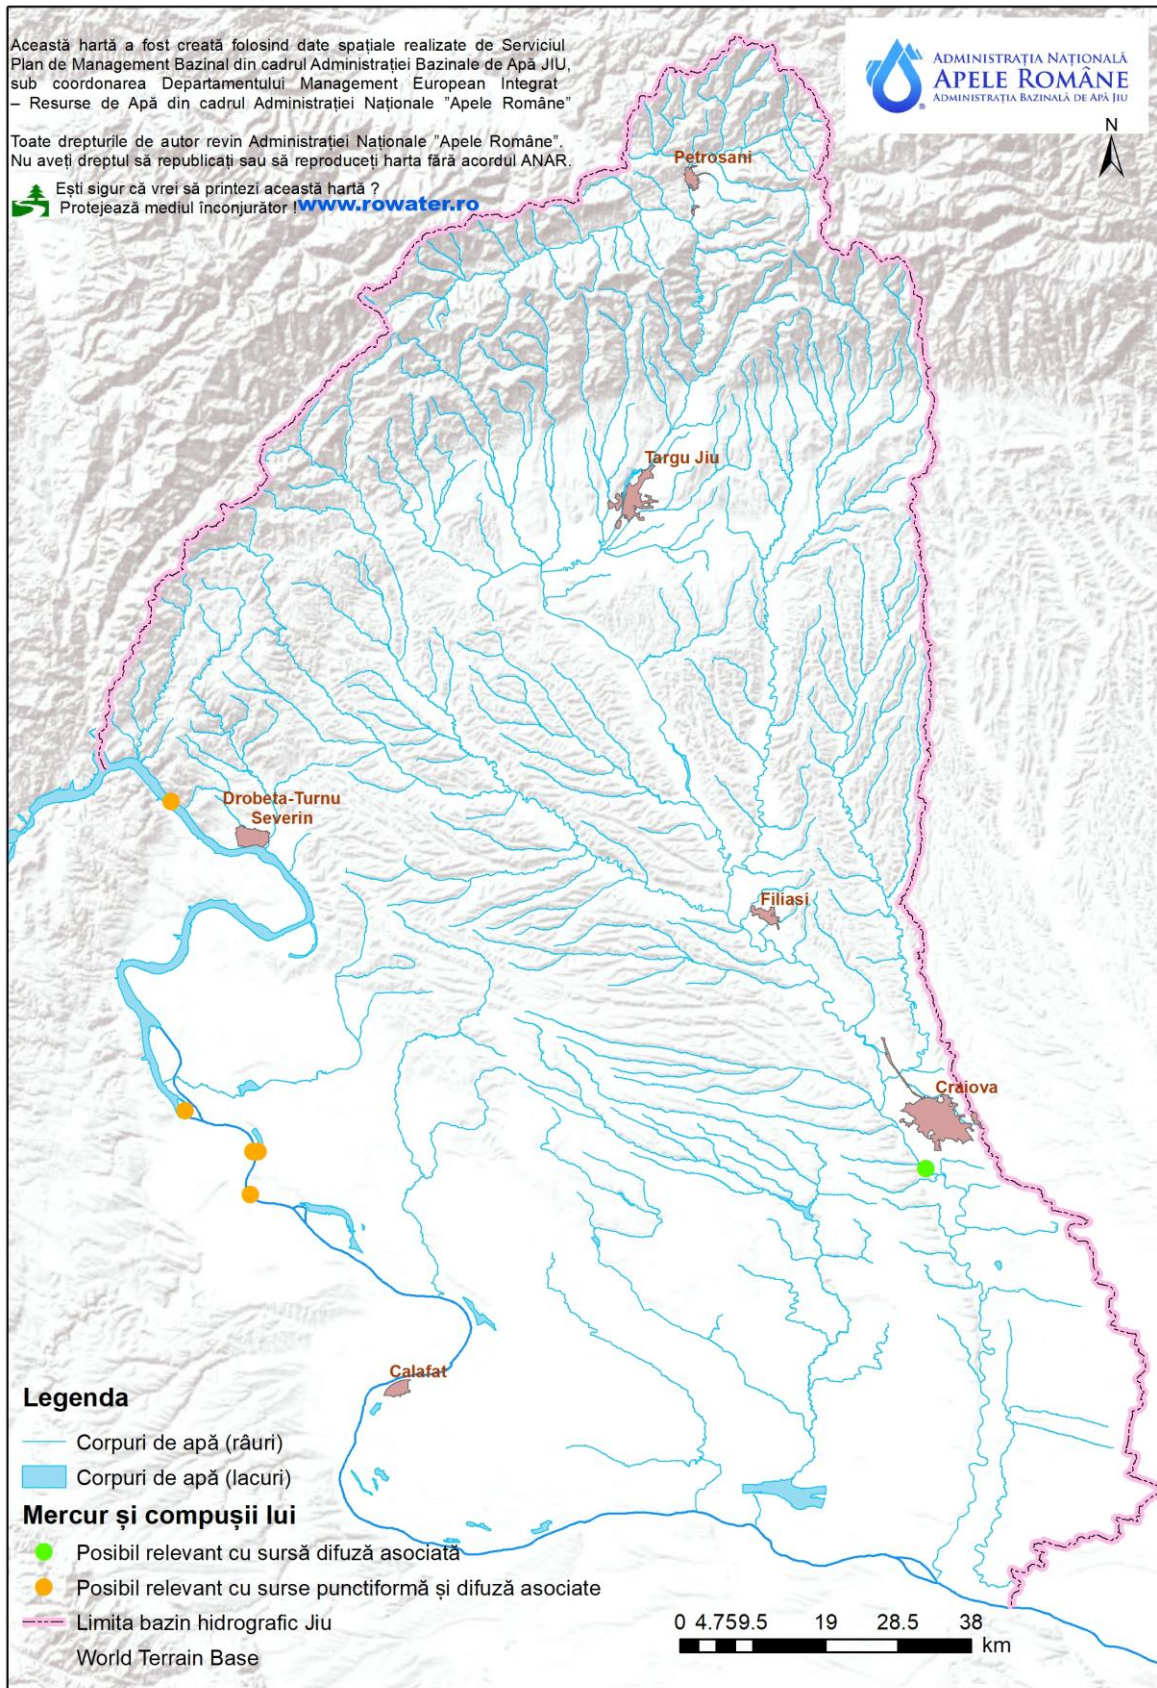 Această hartă a fost creată folosind date spațiale realizate de Serviciul
Plan de Management Bazinal din cadrul Administrației Bazinale de Apă JIU,
sub coordonarea Departamentului Management European Integrat
– Resurse de Apă din cadrul Administrației Naționale ”Apele Române”
Toate drepturile de autor revin Administrației Naționale ”Apele Române”.
Nu aveți dreptul să republicați sau să reproduceți harta fără acordul ANAR.
Ești sigur că vrei să printezi această hartă ?
Protejează mediul înconjurător !www.rowater.ro
ADMINISTRAȚIA NAȚIONALĂ
APELE ROMÂNE
ADMINISTRAȚIA BAZINALĂ DE APĂ JIU
®
N
Petrosani
Targu Jiu
Drobeta-Turnu
Severin
Filiasi
Craiova
Calafat
Legenda
Corpuri de apă (râuri)
Corpuri de apă (lacuri)
Mercur și compușii lui
Posibil relevant cu sursă difuză asociată
Posibil relevant cu surse punctiformă și difuză asociate
Limita bazin hidrografic Jiu
World Terrain Base
0 4.759.5 19 28.5 38
km